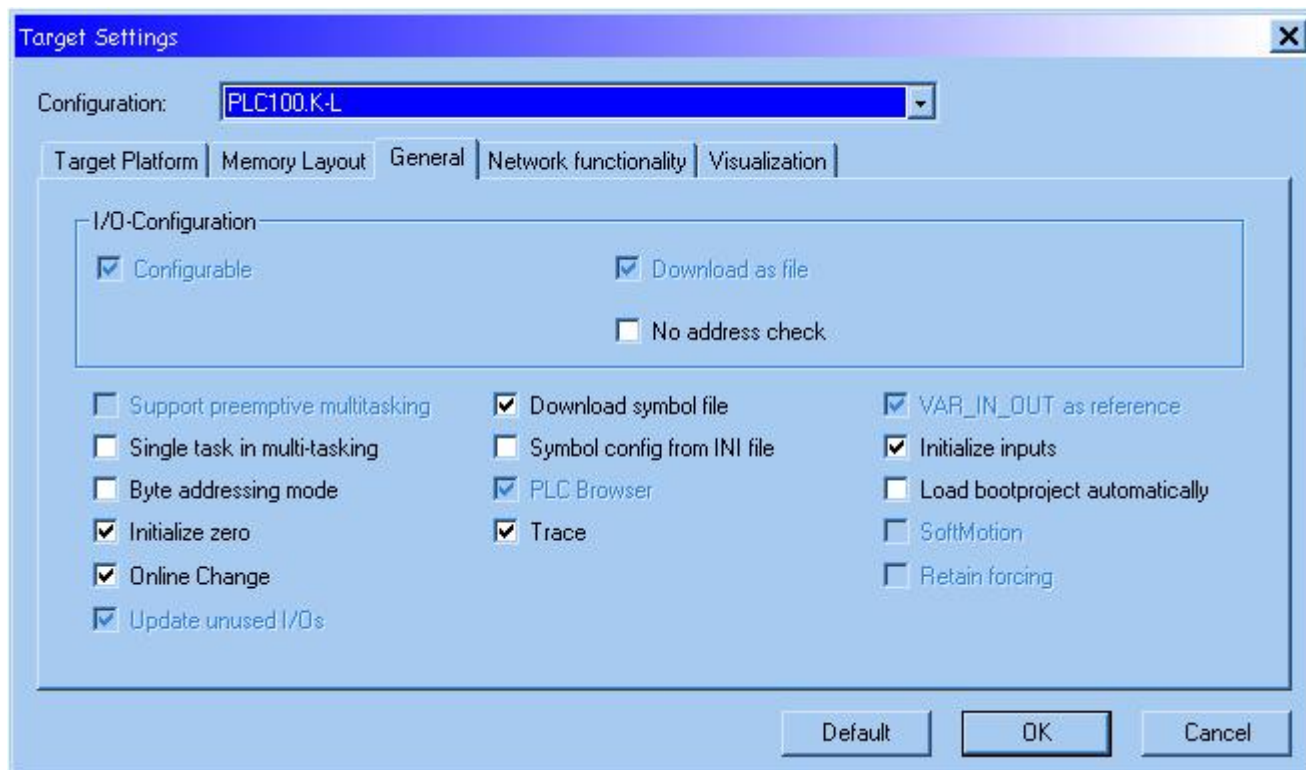 Target Settings
Configuration: PLC100.K-L
Target Platform Memory Layout General Network functionality Visualization
I/O-Configuration
Configurable Download as file
No address check
Support preemptive multitasking Download symbol file VAR_IN_OUT as reference
Single task in multi-tasking Symbol config from INI file Initialize inputs
Byte addressing mode PLC Browser Load bootproject automatically
Initialize zero Trace SoftMotion
Online Change Retain forcing
Update unused I/Os
Default OK Cancel